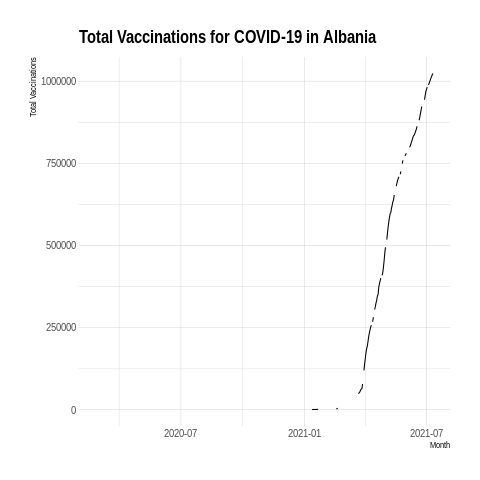 Total Vaccinations for COVID-19 in Albania
Total Vaccinations
1000000
750000
500000
250000
0
2020-07
2021-01
2021-07
Month